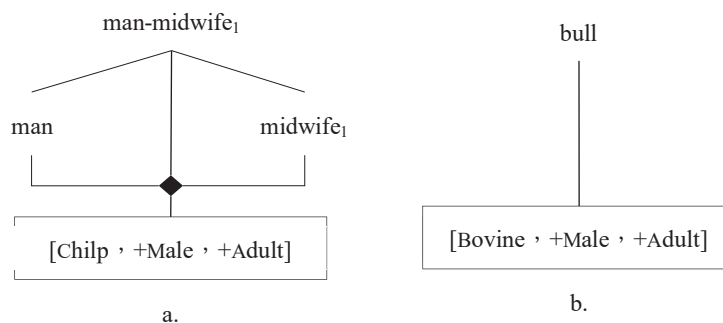 man-midwife₁
man
midwife₁
[Chilp，+Male，+Adult]
a.
bull
[Bovine，+Male，+Adult]
b.